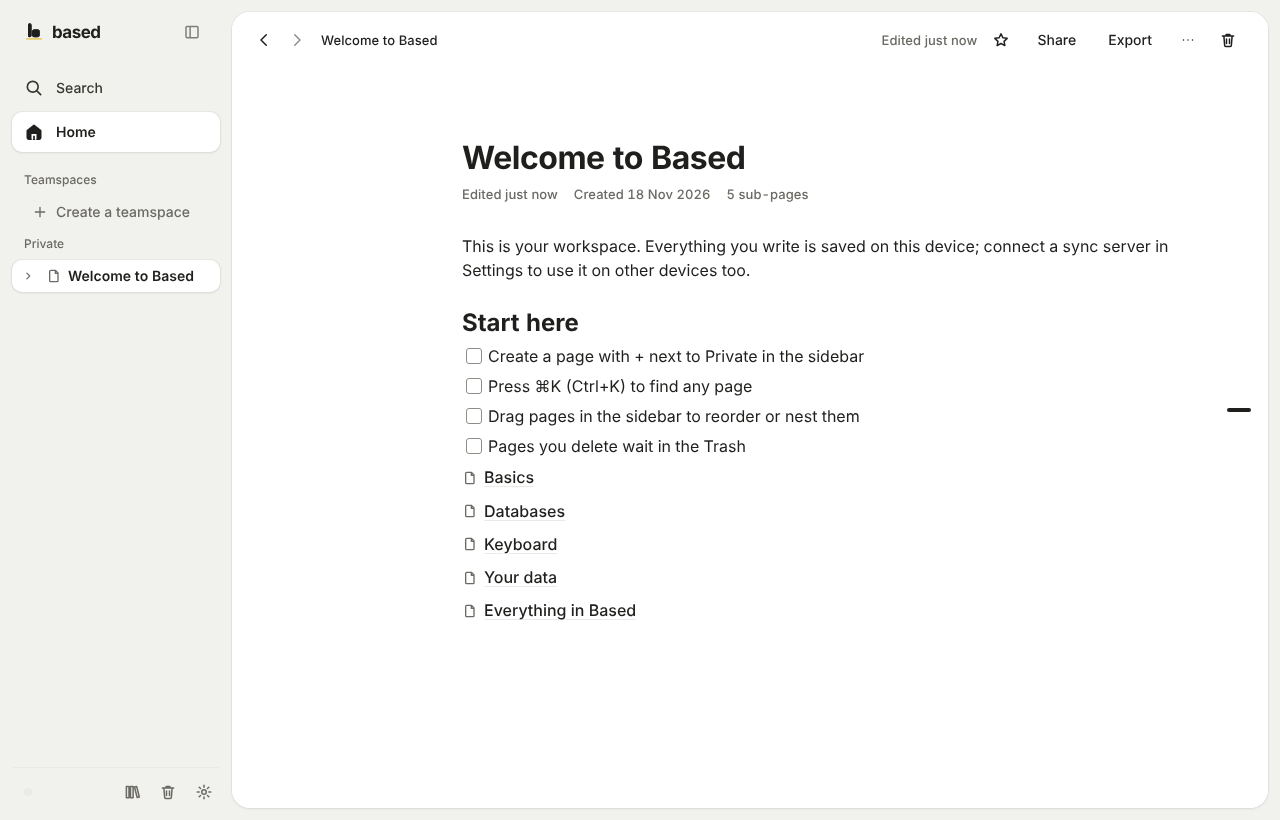 based
Search
Home
Teamspaces
Create a teamspace
Private
Welcome to Based
Welcome to Based
Edited just now
Share
Export
Welcome to Based
Edited just now Created 18 Nov 2026 5 sub-pages
This is your workspace. Everything you write is saved on this device; connect a sync server in
Settings to use it on other devices too.
Start here
Create a page with + next to Private in the sidebar
Press ⌘K (Ctrl+K) to find any page
Drag pages in the sidebar to reorder or nest them
Pages you delete wait in the Trash
Basics
Databases
Keyboard
Your data
Everything in Based